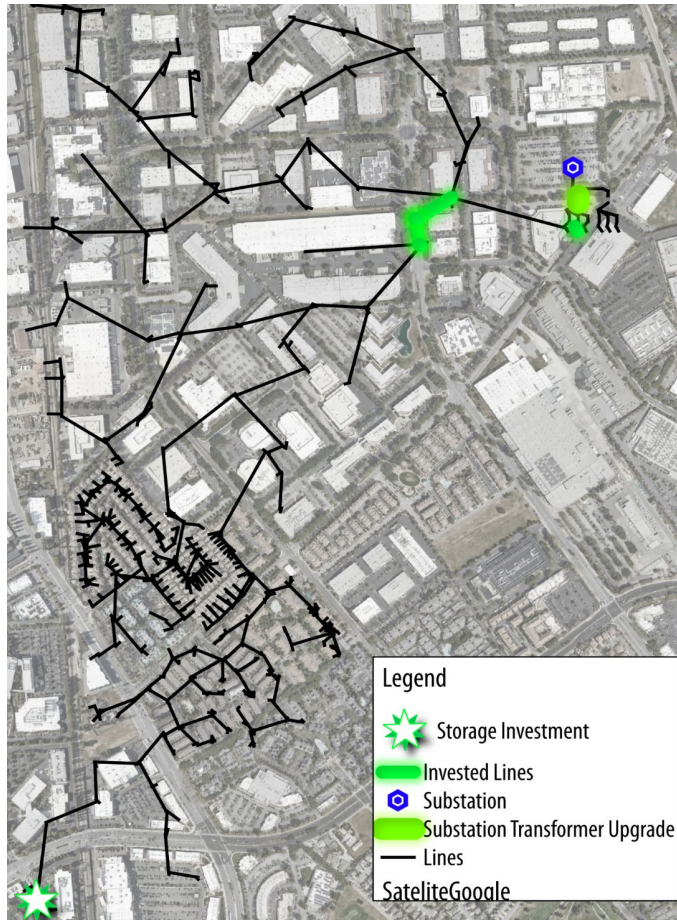 Legend
Storage Investment
Invested Lines
Substation
Substation Transformer Upgrade
Lines
SateliteGoogle